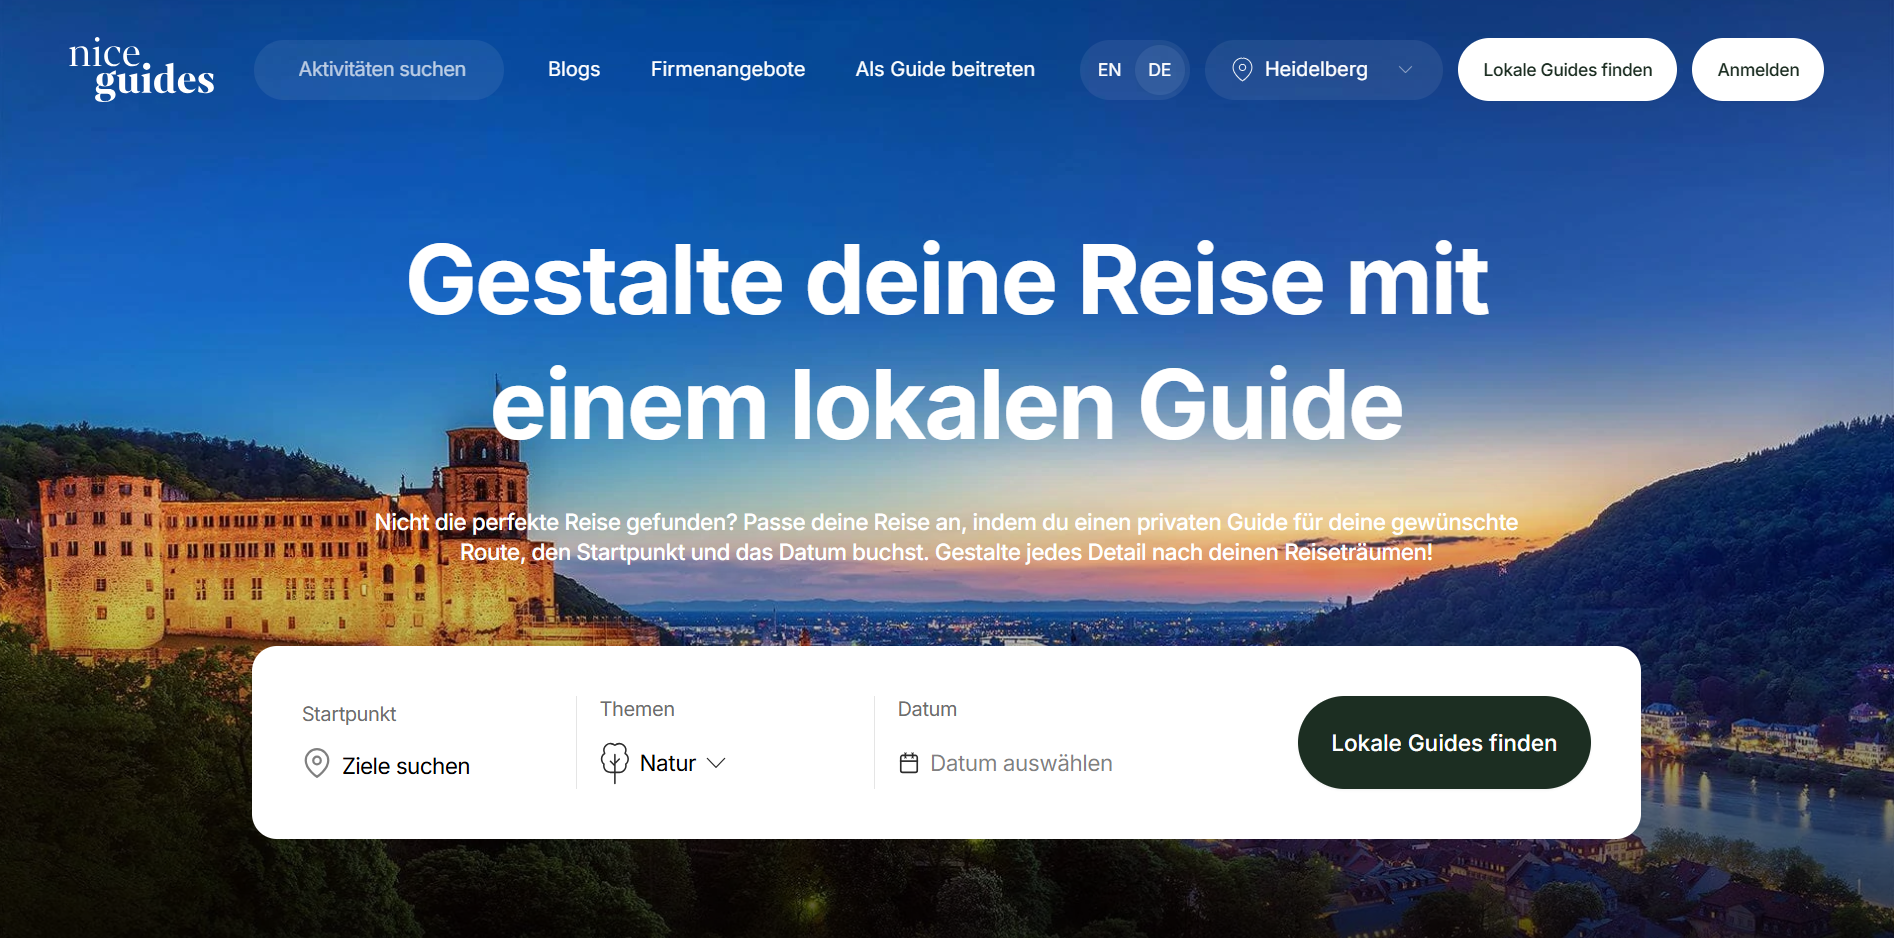 nice
guides
Aktivitäten suchen
Blogs
Firmenangebote
Als Guide beitreten
EN
DE
Heidelberg
Lokale Guides finden
Anmelden
Gestalte deine Reise mit
einem lokalen Guide
Nicht die perfekte Reise gefunden? Passe deine Reise an, indem du einen privaten Guide für deine gewünschte
Route, den Startpunkt und das Datum buchst. Gestalte jedes Detail nach deinen Reiseträumen!
Startpunkt
Ziele suchen
Themen
Natur
Datum
Datum auswählen
Lokale Guides finden